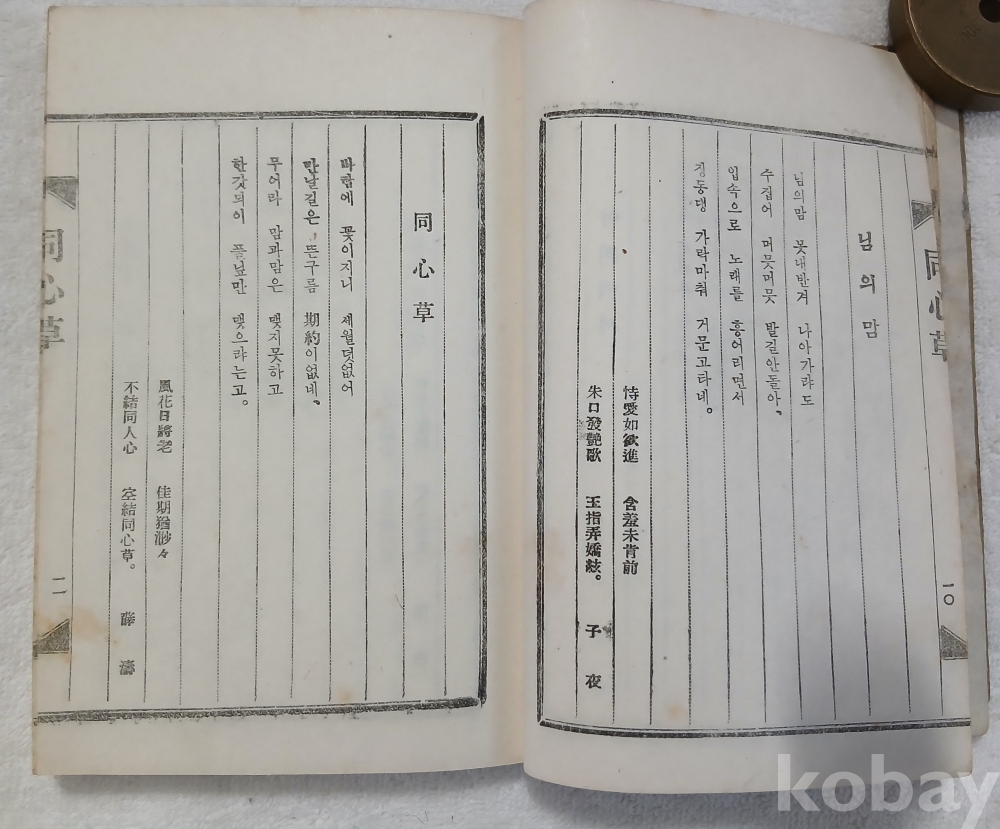 님의맘
님의맘 못내반겨 나아가랴도
수집어 머뭇머뭇 발길안돌아、
입속으로 노래를 흥어리면서
징동댕 가락마춰 거문고타네。
恃愛如欲進 含羞未肯前
朱口發艶歌 玉指弄嬌絃。 子夜
同心草
一〇
同心草
바람에 꽃이지니 세월덧없어
만날길은 뜬구름 期約이없네、
무어라 맘과맘은 맺지못하고
한갓되이 풀닢만 맺으랴는고。
風花日將老 佳期猶渺々
不結同人心 空結同心草。 薛濤
同心草
一一
kobay